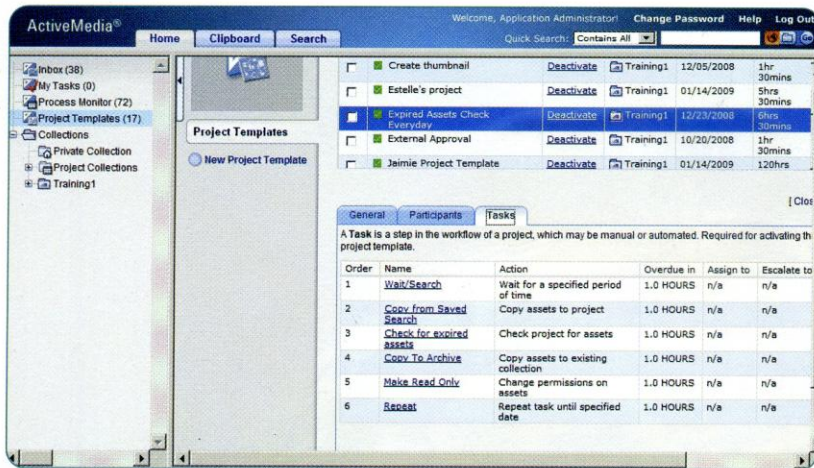 ActiveMedia®
Welcome, Application Administrator! Change Password Help Log Out
Home Clipboard Search
Quick Search: Contains All Go
Inbox (38)
My Tasks (0)
Process Monitor (72)
Project Templates (17)
Collections
Private Collection
Project Collections
Training1
Project Templates
New Project Template
Create thumbnail Deactivate Training1 12/05/2008 1hr
30mins
Estelle's project Deactivate Training1 01/14/2009 5hrs
30mins
Expired Assets Check Deactivate Training1 12/23/2008 6hrs
Everyday 30mins
External Approval Deactivate Training1 10/20/2008 1hr
30mins
Jaimie Project Template Deactivate Training1 01/14/2009 120hrs
[Clos
General Participants Tasks
A Task is a step in the workflow of a project, which may be manual or automated. Required for activating th
project template.
Order Name Action Overdue in Assign to Escalate to
1 Wait/Search Wait for a specified period 1.0 HOURS n/a n/a
of time
2 Copy from Saved Copy assets to project 1.0 HOURS n/a n/a
Search
3 Check for expired Check project for assets 1.0 HOURS n/a n/a
assets
4 Copy To Archive Copy assets to existing 1.0 HOURS n/a n/a
collection
5 Make Read Only Change permissions on 1.0 HOURS n/a n/a
assets
6 Repeat Repeat task until specified 1.0 HOURS n/a n/a
date